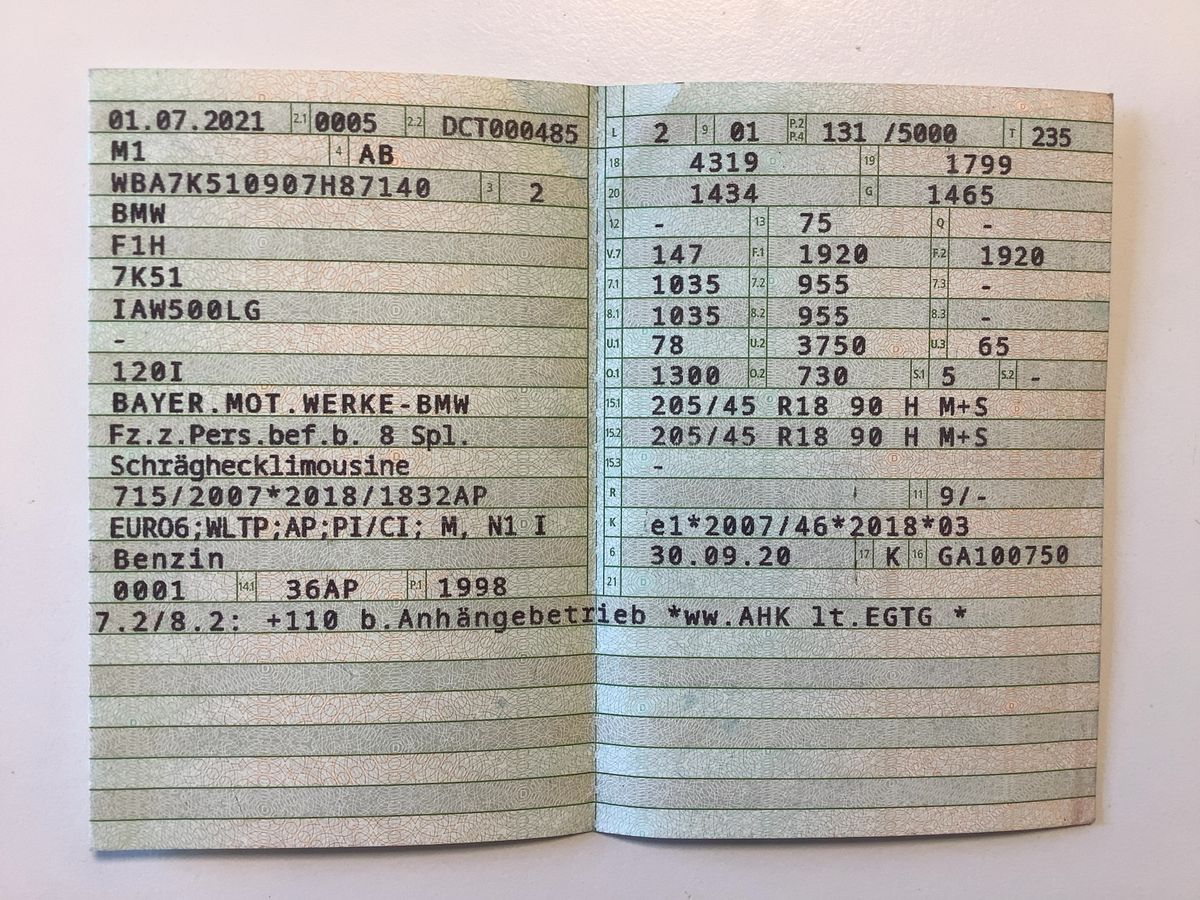 01.07.2021 2.1 0005 2.2 DCT000485
M1 4 AB
WBA7K510907H87140 3 2
BMW
F1H
7K51
IAW500LG
-
120I
BAYER.MOT.WERKE-BMW
Fz.z.Pers.bef.b. 8 Spl.
Schräghecklimousine
715/2007*2018/1832AP
EURO6;WLTP;AP;PI/CI; M, N1 I
Benzin
0001 14.1 36AP P.1 1998
L 2 9 01 P.2 P.4 131 /5000 T 235
18 4319 19 1799
20 1434 G 1465
12 - 13 75 Q -
V.7 147 F.1 1920 F.2 1920
7.1 1035 7.2 955 7.3 -
8.1 1035 8.2 955 8.3 -
U.1 78 U.2 3750 U.3 65
O.1 1300 O.2 730 S.1 5 S.2 -
15.1 205/45 R18 90 H M+S
15.2 205/45 R18 90 H M+S
15.3 -
R 11 9/-
K e1*2007/46*2018*03
6 30.09.20 17 K 16 GA100750
21
7.2/8.2: +110 b.Anhängebetrieb *ww.AHK lt.EGTG *